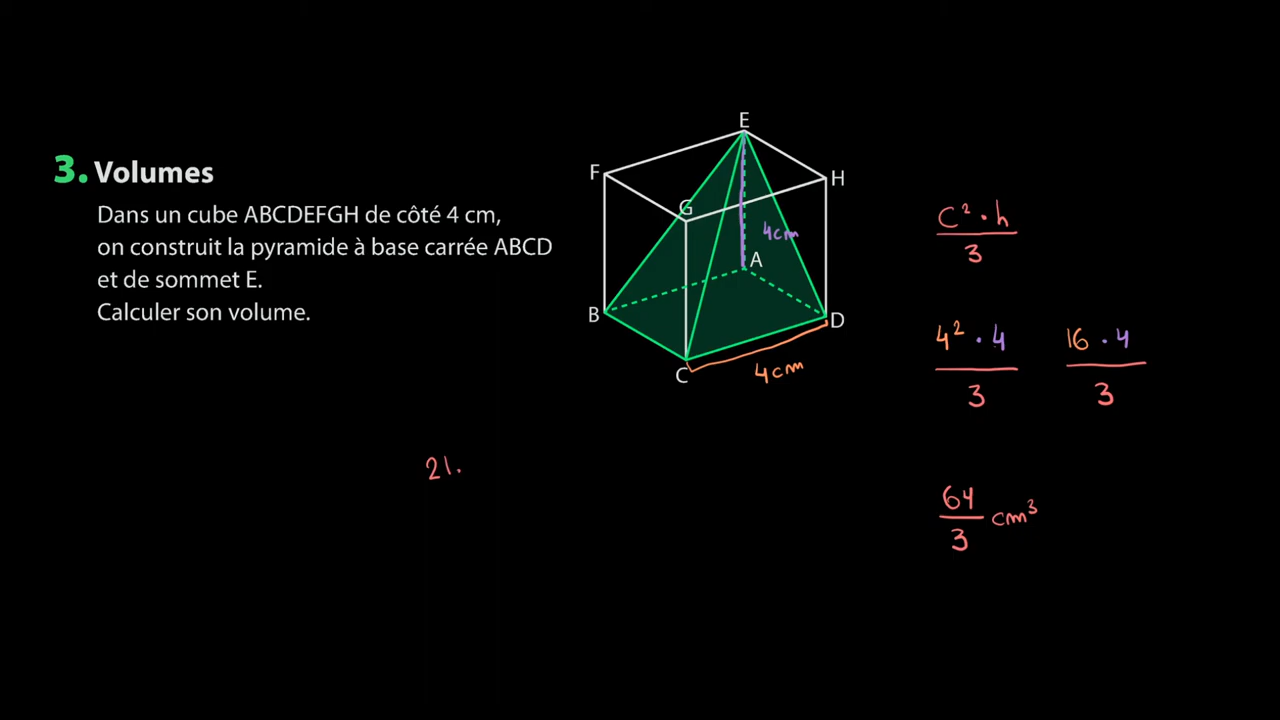 3. Volumes
Dans un cube ABCDEFGH de côté 4 cm,
on construit la pyramide à base carrée ABCD
et de sommet E.
Calculer son volume.
E
F
H
G
4cm
A
B
D
C
4cm
C² · h
3
4² · 4
3
16 · 4
3
21.
64
3
cm³